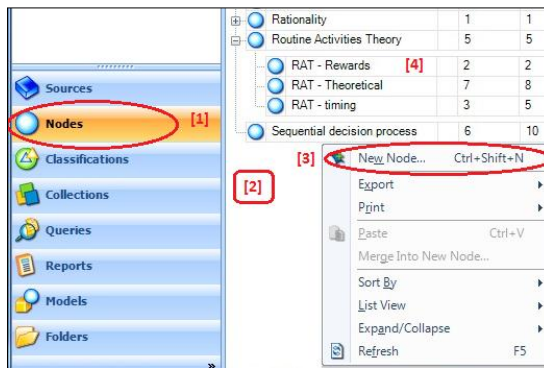 Sources
Nodes [1]
Classifications
Collections
Queries
Reports
Models
Folders
»
Rationality 1 1
Routine Activities Theory 5 5
RAT - Rewards [4] 2 2
RAT - Theoretical 7 8
RAT - timing 3 5
Sequential decision process 6 10
[2]
[3] New Node... Ctrl+Shift+N
Export
Print
Paste Ctrl+V
Merge Into New Node...
Sort By
List View
Expand/Collapse
Refresh F5